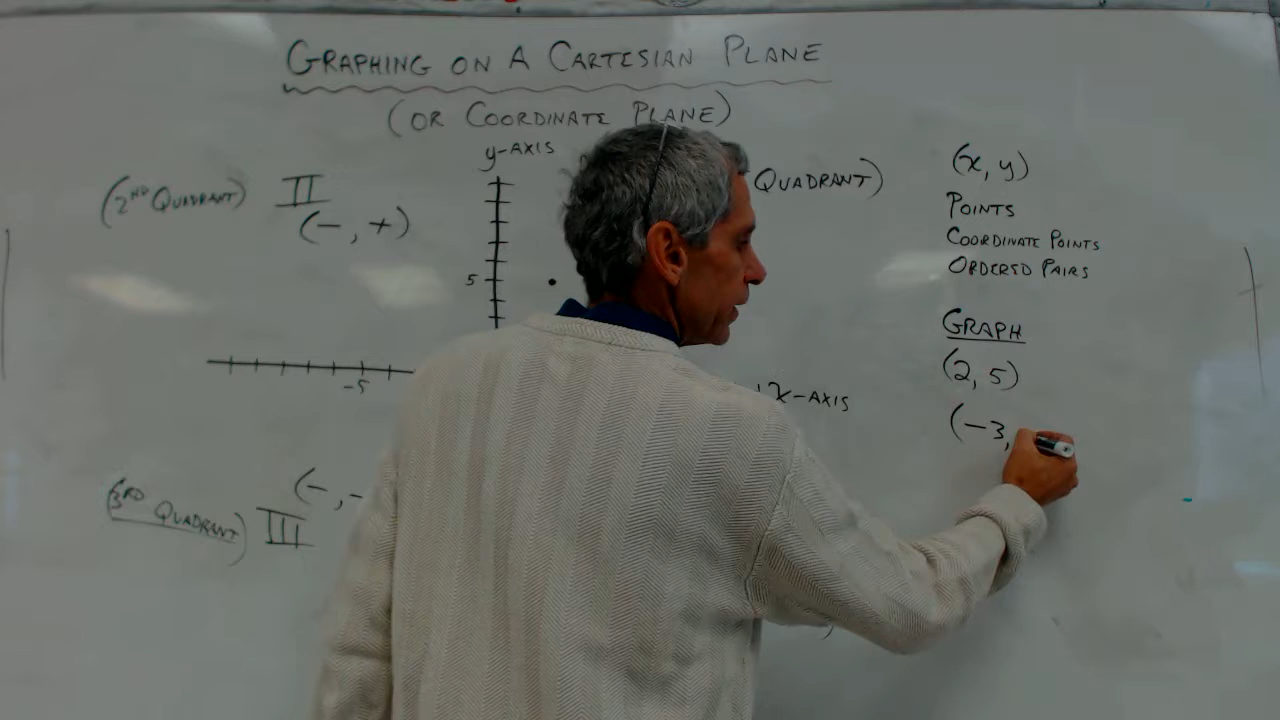 GRAPHING ON A CARTESIAN PLANE
(OR COORDINATE PLANE)
y-AXIS
(2ND QUADRANT) II
(-, +)
QUADRANT)
5
-5
x-AXIS
(-, -
(3RD QUADRANT) III
(x, y)
POINTS
COORDINATE POINTS
ORDERED PAIRS
GRAPH
(2, 5)
(-3,